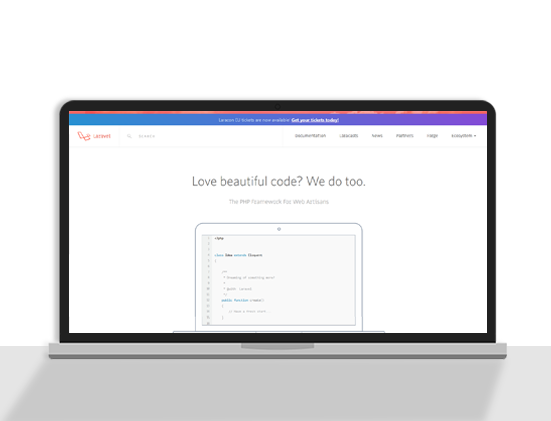 Laracon EU tickets are now available! Get your tickets today!
Laravel
SEARCH
Documentation Laracasts News Partners Forge Ecosystem
Love beautiful code? We do too.
The PHP Framework For Web Artisans
1 <?php
class Idea extends Eloquent
{
/**
* Dreaming of something more?
*
* @with Laravel
*/
public function create()
{
// Have a fresh start...
}